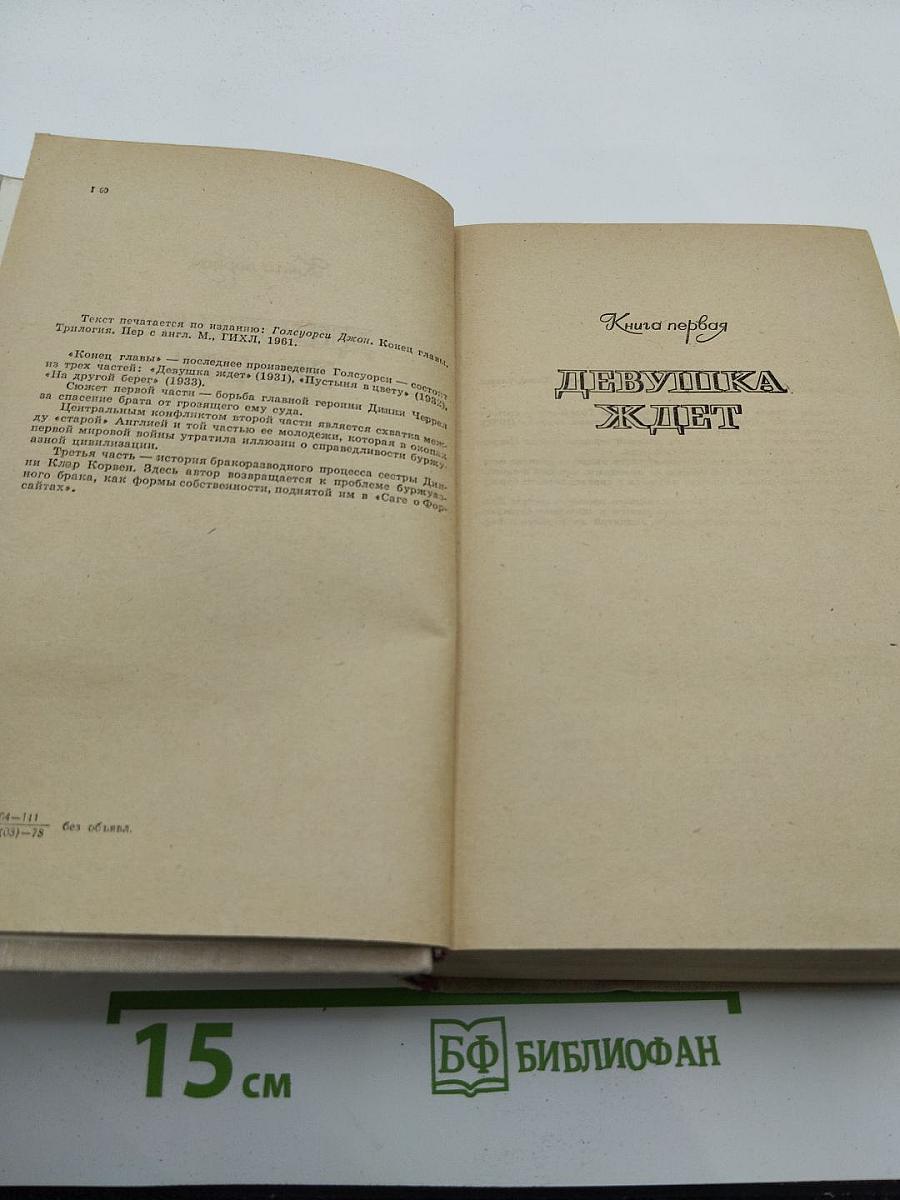 I 60
Текст печатается по изданию: Голсуорси Джон. Конец главы.
Трилогия. Пер с англ. М., ГИХЛ, 1961.
«Конец главы» — последнее произведение Голсуорси — состоит
из трех частей: «Девушка ждет» (1931), «Пустыня в цвету» (1932),
«На другой берег» (1933).
Сюжет первой части — борьба главной героини Динни Черрел
за спасение брата от грозящего ему суда.
Центральным конфликтом второй части является схватка меж-
ду «старой» Англией и той частью ее молодежи, которая в окопах
первой мировой войны утратила иллюзии о справедливости буржу-
азной цивилизации.
Третья часть — история бракоразводного процесса сестры Дин-
ни Клэр Корвен. Здесь автор возвращается к проблеме буржуаз-
ного брака, как формы собственности, поднятой им в «Саге о Фор-
сайтах».
04—111
(03)—78 без объявл.
Книга первая
ДЕВУШКА
ЖДЕТ
15 см
БФ БИБЛИОФАН